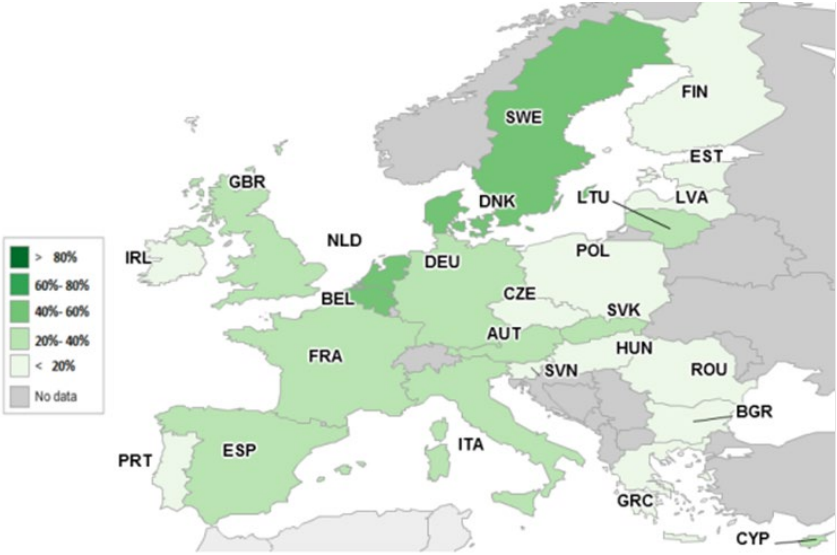 FIN
SWE
EST
GBR
DNK
LTU
LVA
NLD
POL
IRL
DEU
> 80%
60%- 80%
CZE
BEL
40%- 60%
SVK
AUT
20%- 40%
HUN
FRA
< 20%
SVN
ROU
No data
BGR
ITA
ESP
PRT
GRC
CYP